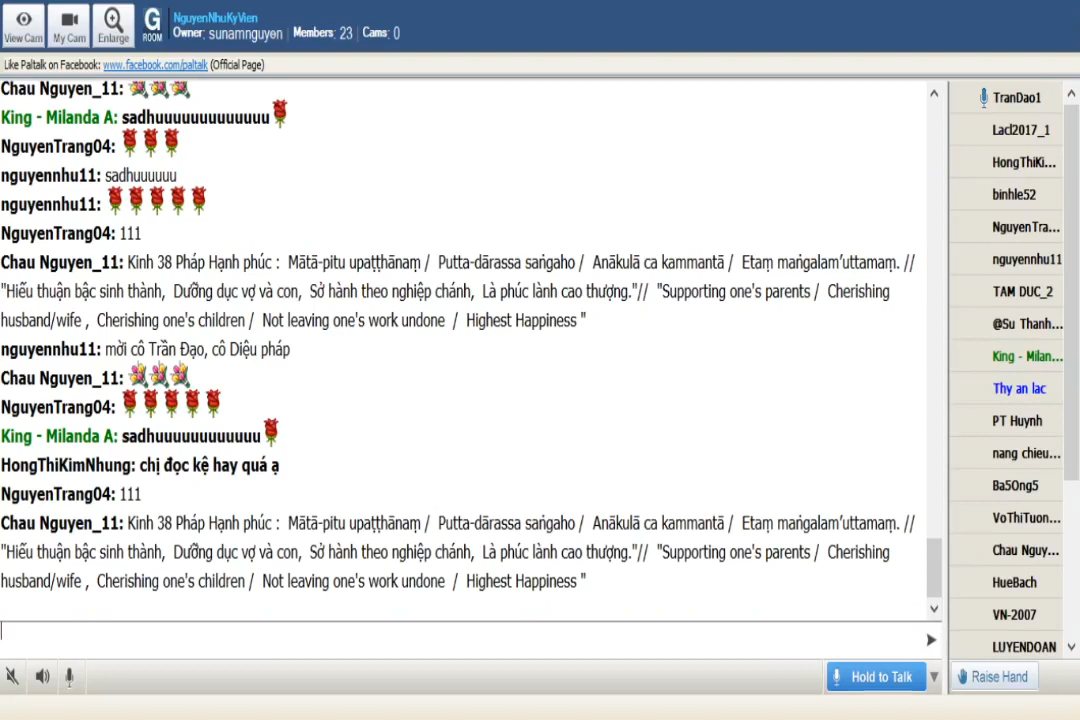 View Cam
My Cam
Enlarge
G
ROOM
NguyenNhuKyVien
Owner: sunamnguyen | Members: 23 | Cams: 0
Like Paltalk on Facebook: www.facebook.com/paltalk (Official Page)
Chau Nguyen_11:
King - Milanda A: sadhuuuuuuuuuuuuu
NguyenTrang04:
nguyennhu11: sadhuuuuuu
nguyennhu11:
NguyenTrang04: 111
Chau Nguyen_11: Kinh 38 Pháp Hạnh phúc : Mātā-pitu upaṭṭhānaṃ / Putta-dārassa saṅgaho / Anākulā ca kammantā / Etaṃ maṅgalam’uttamaṃ. //
"Hiếu thuận bậc sinh thành, Dưỡng dục vợ và con, Sở hành theo nghiệp chánh, Là phúc lành cao thượng."// "Supporting one's parents / Cherishing
husband/wife , Cherishing one's children / Not leaving one's work undone / Highest Happiness "
nguyennhu11: mời cô Trần Đạo, cô Diệu pháp
Chau Nguyen_11:
NguyenTrang04:
King - Milanda A: sadhuuuuuuuuuuuu
HongThiKimNhung: chị đọc kệ hay quá ạ
NguyenTrang04: 111
Chau Nguyen_11: Kinh 38 Pháp Hạnh phúc : Mātā-pitu upaṭṭhānaṃ / Putta-dārassa saṅgaho / Anākulā ca kammantā / Etaṃ maṅgalam’uttamaṃ. //
"Hiếu thuận bậc sinh thành, Dưỡng dục vợ và con, Sở hành theo nghiệp chánh, Là phúc lành cao thượng."// "Supporting one's parents / Cherishing
husband/wife , Cherishing one's children / Not leaving one's work undone / Highest Happiness "
TranDao1
Lacl2017_1
HongThiKi...
binhle52
NguyenTra...
nguyennhu11
TAM DUC_2
@Su Thanh...
King - Milan...
Thy an lac
PT Huynh
nang chieu...
Ba5Ong5
VoThiTuon...
Chau Nguy...
HueBach
VN-2007
LUYENDOAN
Hold to Talk
Raise Hand